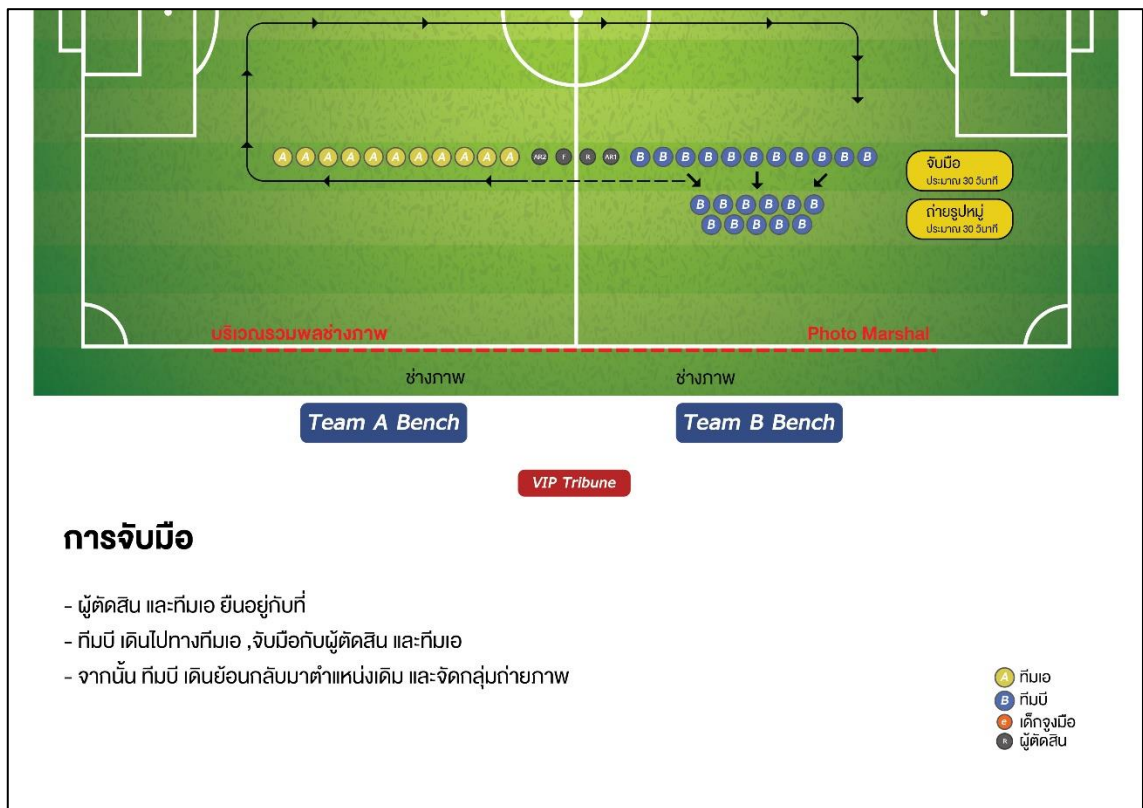 A A A A A A A A A A A AR2 F R AR1 B B B B B B B B B B B
จับมือ
ประมาณ 30 วินาที
B B B B B B
ถ่ายรูปหมู่
B B B B B
ประมาณ 30 วินาที
บริเวณรวมพลช่างภาพ Photo Marshal
ช่างภาพ ช่างภาพ
Team A Bench Team B Bench
VIP Tribune
การจับมือ
- ผู้ตัดสิน และทีมเอ ยืนอยู่กับที่
- ทีมบี เดินไปทางทีมเอ ,จับมือกับผู้ตัดสิน และทีมเอ
- จากนั้น ทีมบี เดินย้อนกลับมาตำแหน่งเดิม และจัดกลุ่มถ่ายภาพ
A ทีมเอ
B ทีมบี
e เด็กจูงมือ
R ผู้ตัดสิน